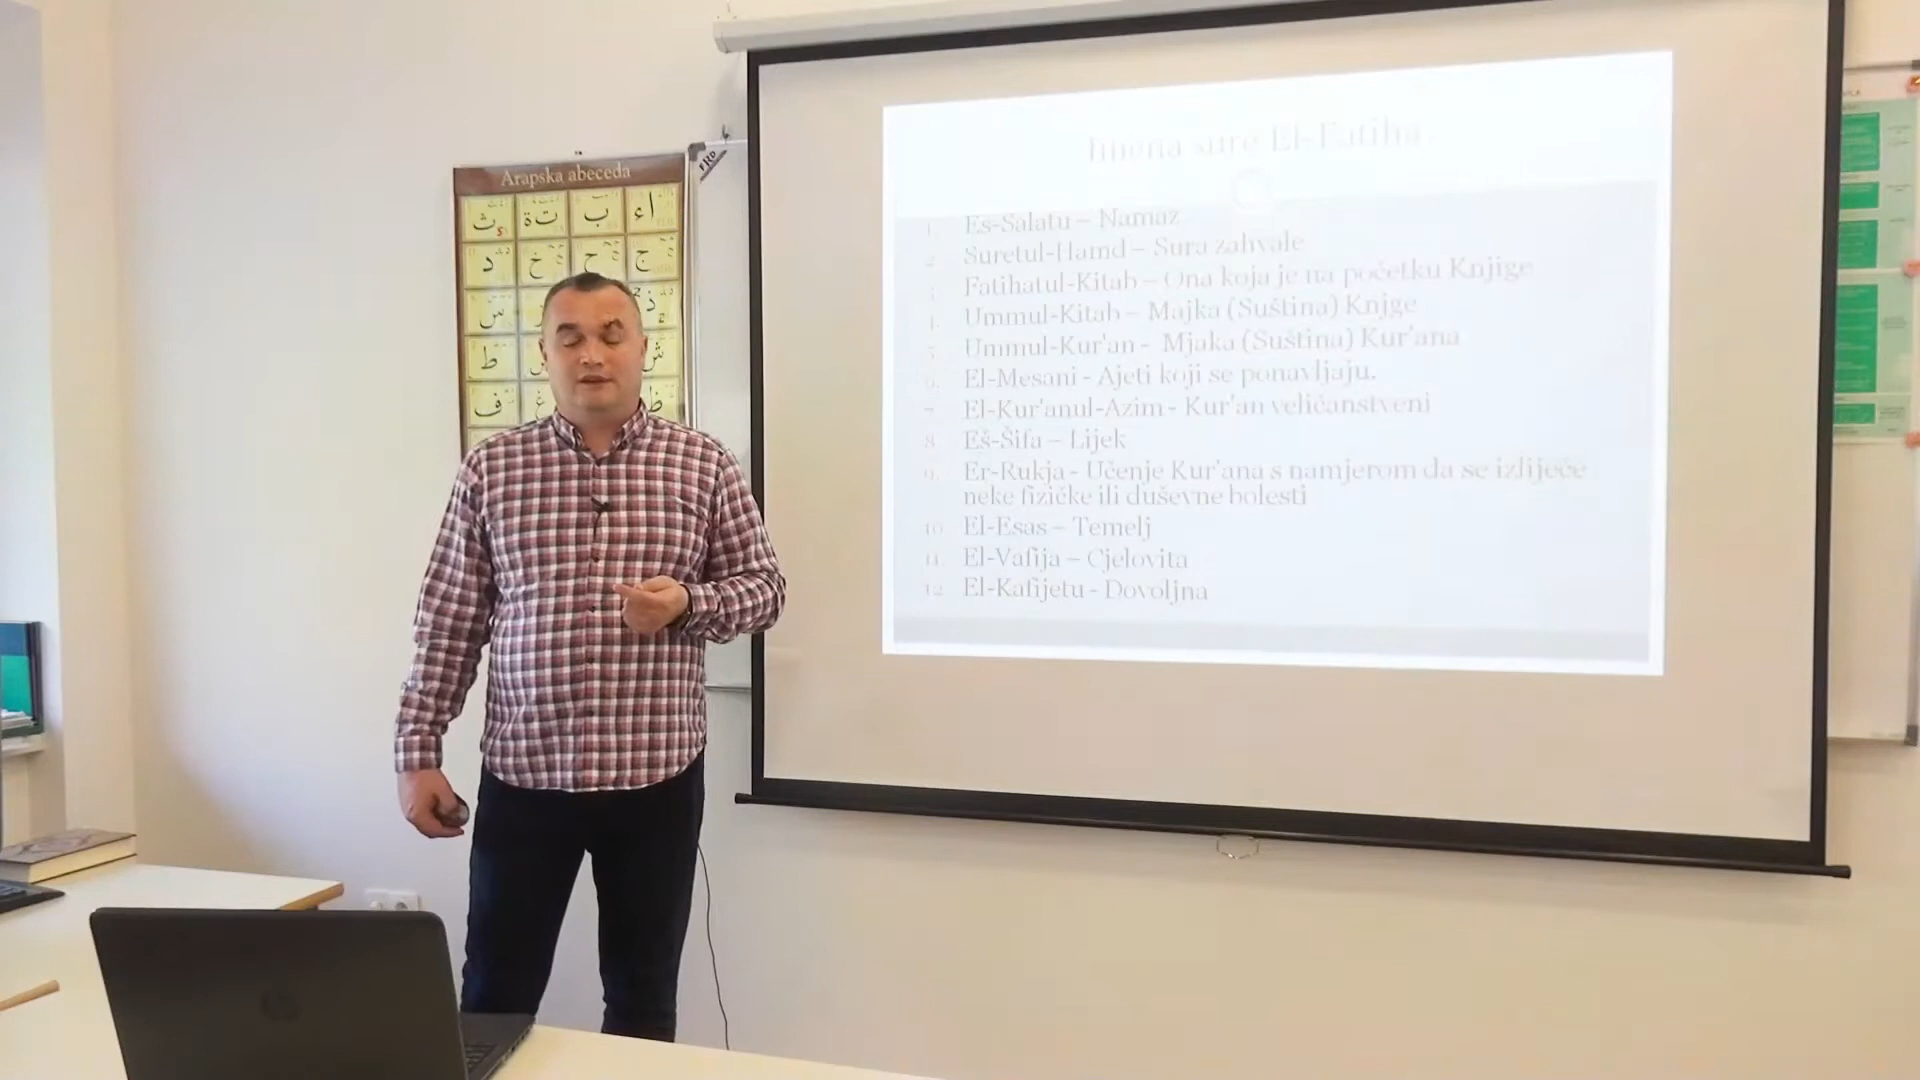 Arapska abeceda
ث ت ة ب ا ء
د خ ح ج
س ذ
ط ش
ف غ ظ
Imena sure El-Fatiha.
1. Es-Salatu – Namaz
2. Suretul-Hamd – Sura zahvale
3. Fatihatul-Kitab – Ona koja je na početku Knjige
4. Ummul-Kitab – Majka (Suština) Knjge
5. Ummul-Kur'an - Mjaka (Suština) Kur'ana
6. El-Mesani - Ajeti koji se ponavljaju.
7. El-Kur'anul-Azim - Kur'an veličanstveni
8. Eš-Šifa – Lijek
9. Er-Rukja - Učenje Kur'ana s namjerom da se izliječe
neke fizičke ili duševne bolesti
10. El-Esas – Temelj
11. El-Vafija – Cjelovita
12. El-Kafijetu - Dovoljna